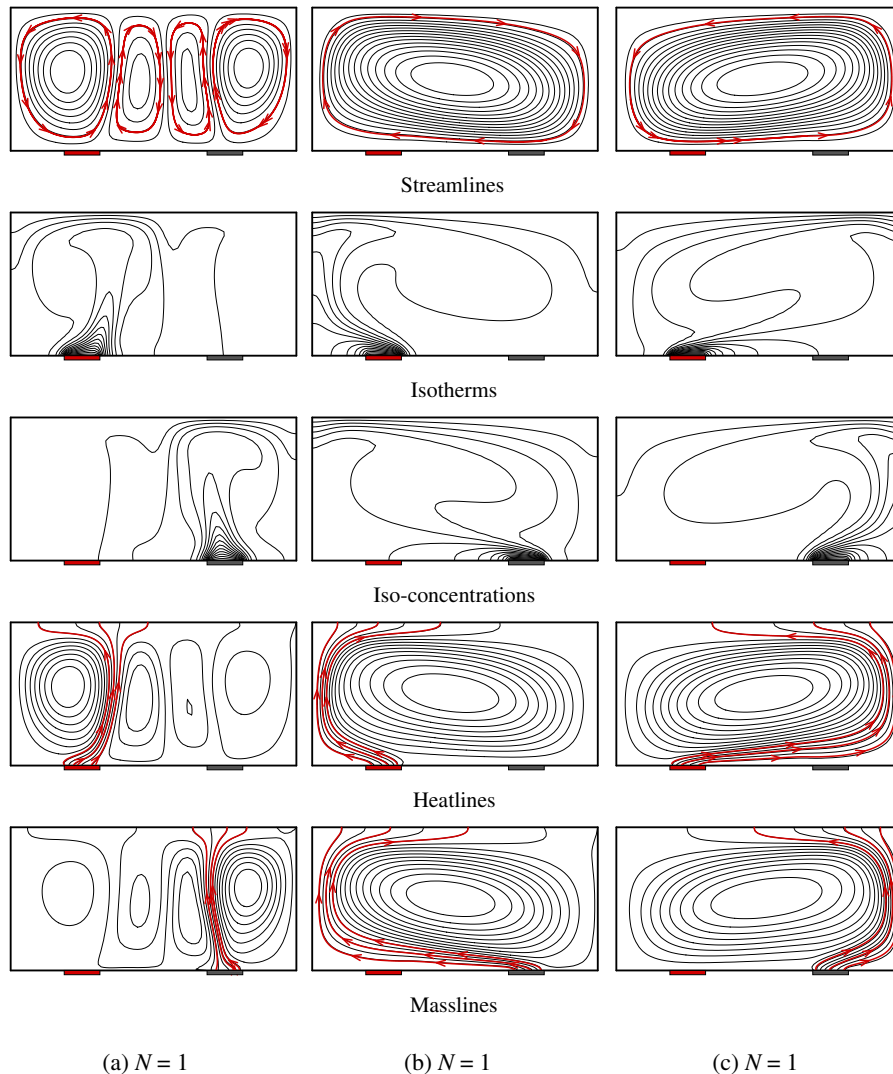 Streamlines
Isotherms
Iso-concentrations
Heatlines
Masslines
(a) N = 1
(b) N = 1
(c) N = 1